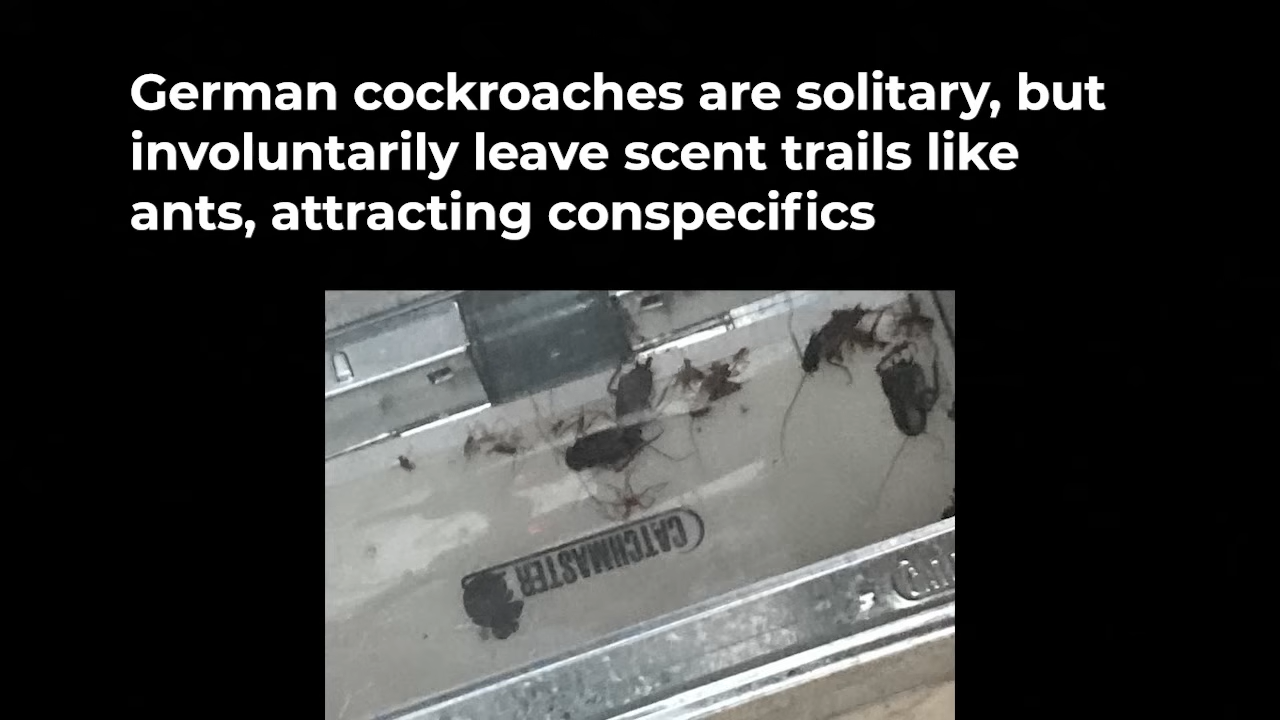 German cockroaches are solitary, but
involuntarily leave scent trails like
ants, attracting conspecifics
CATCHMASTER